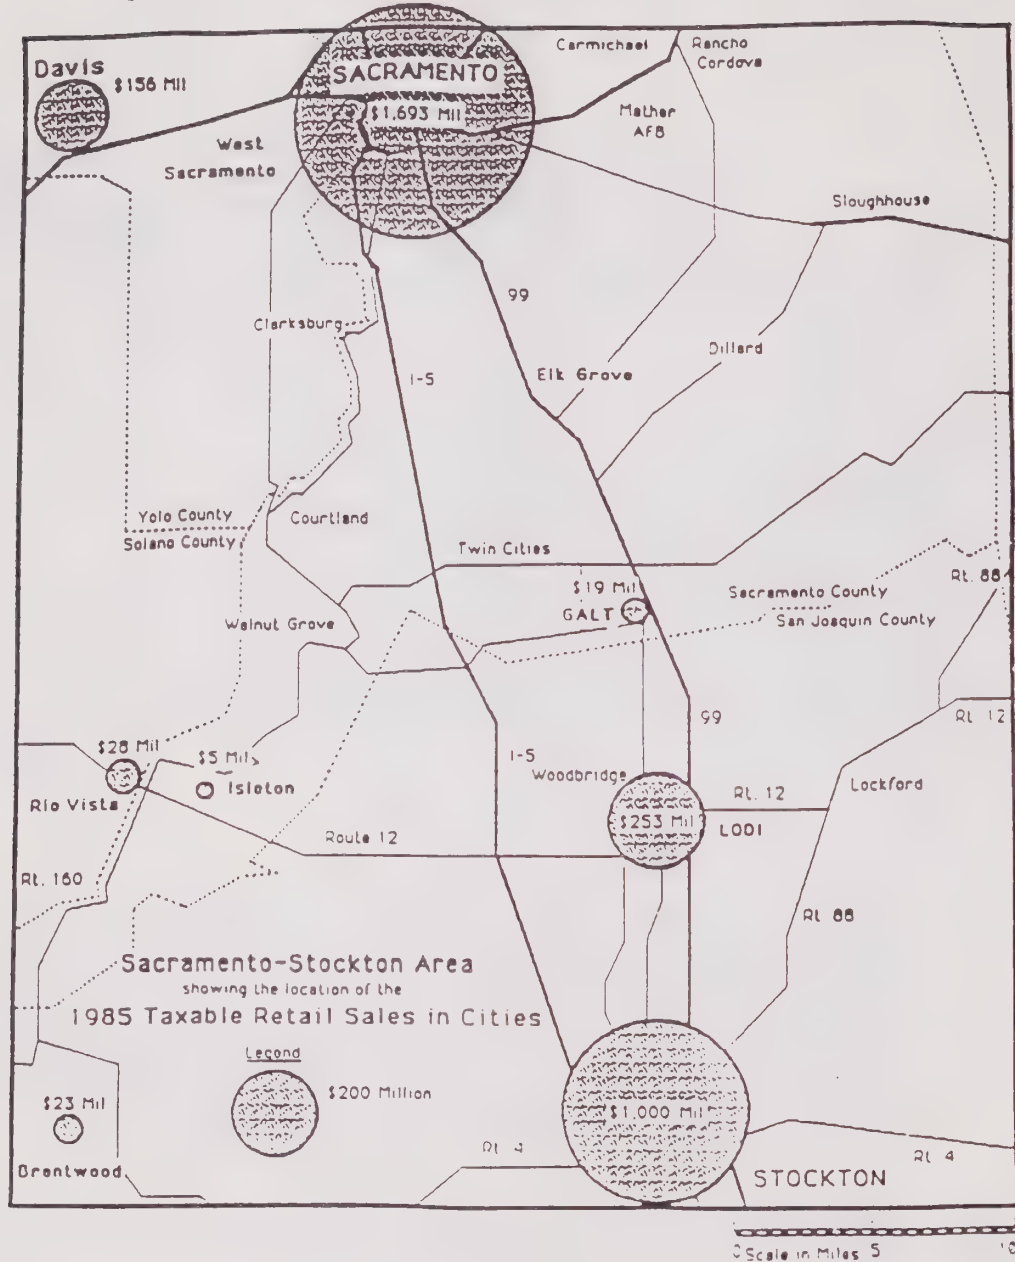 Davis
$156 Mil
SACRAMENTO
$1,693 Mil
Carmichael
Rancho
Cordova
Mather
AFB
West
Sacramento
Sloughhouse
99
Clarksburg
I-5
Elk Grove
Dillard
Yolo County
Solano County
Courtland
Twin Cities
$19 Mil
GALT
Rt. 88
Sacramento County
San Joaquin County
Walnut Grove
99
Rt. 12
$28 Mil
$5 Mil
I-5
Woodbridge
Rio Vista
Isleton
Rt. 12
Lockford
$253 Mil
LODI
Route 12
Rt. 160
Rt. 88
Sacramento-Stockton Area
showing the location of the
1985 Taxable Retail Sales in Cities
Legend
$200 Million
$23 Mil
$1,000 Mil
Brentwood
Rt. 4
Rt. 4
STOCKTON
0 Scale in Miles 5 10